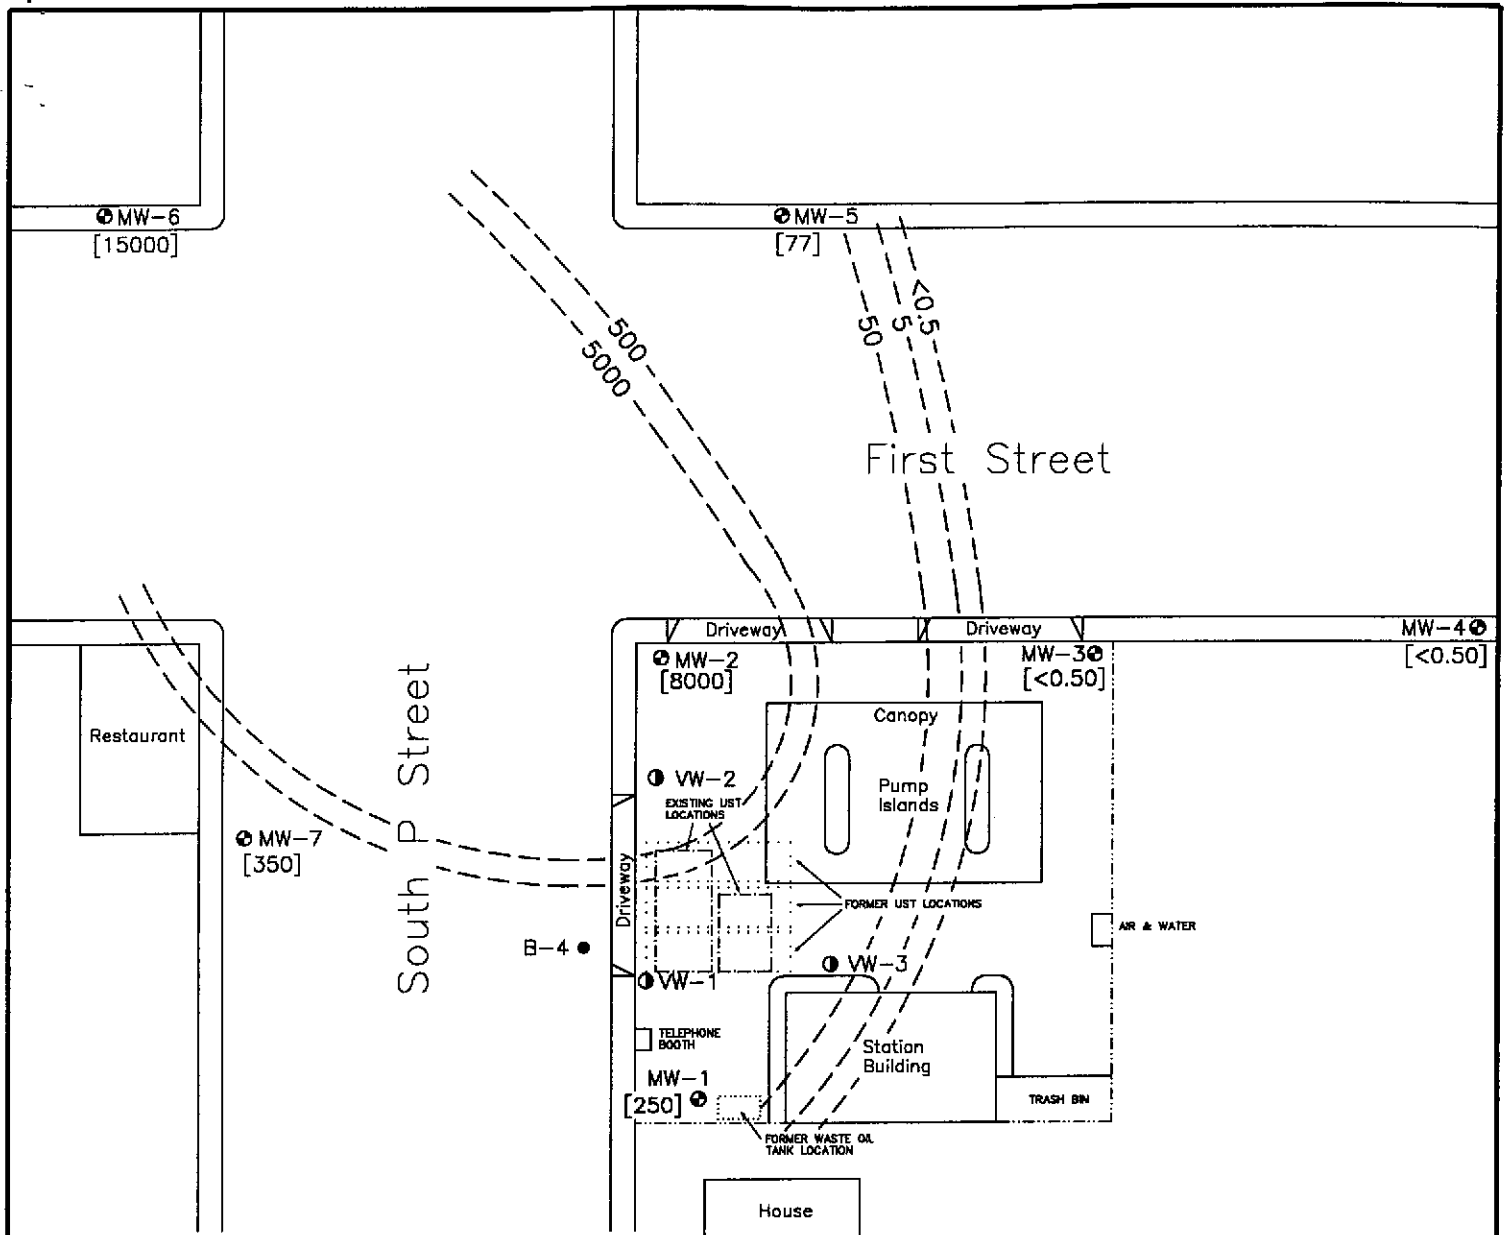 MW-6
[15000]
MW-5
[77]
500
5000
50
5
<0.5
First Street
Driveway
Driveway
MW-4
[<0.50]
MW-2
[8000]
MW-3
[<0.50]
Restaurant
South P Street
Canopy
VW-2
EXISTING UST
LOCATIONS
Pump
Islands
MW-7
[350]
Driveway
FORMER UST LOCATIONS
AIR & WATER
B-4
VW-3
VW-1
TELEPHONE
BOOTH
Station
Building
MW-1
[250]
TRASH BIN
FORMER WASTE OIL
TANK LOCATION
House